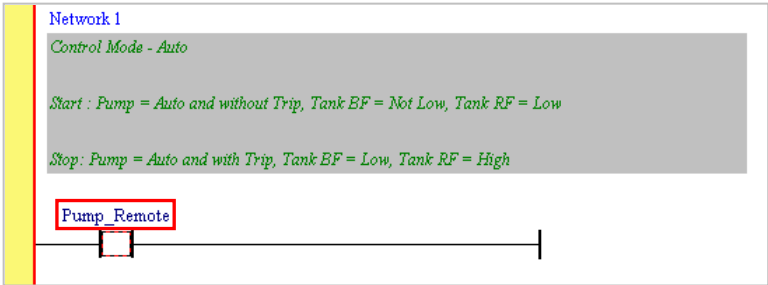 Network 1
Control Mode - Auto
Start : Pump = Auto and without Trip, Tank BF = Not Low, Tank RF = Low
Stop: Pump = Auto and with Trip, Tank BF = Low, Tank RF = High
Pump_Remote